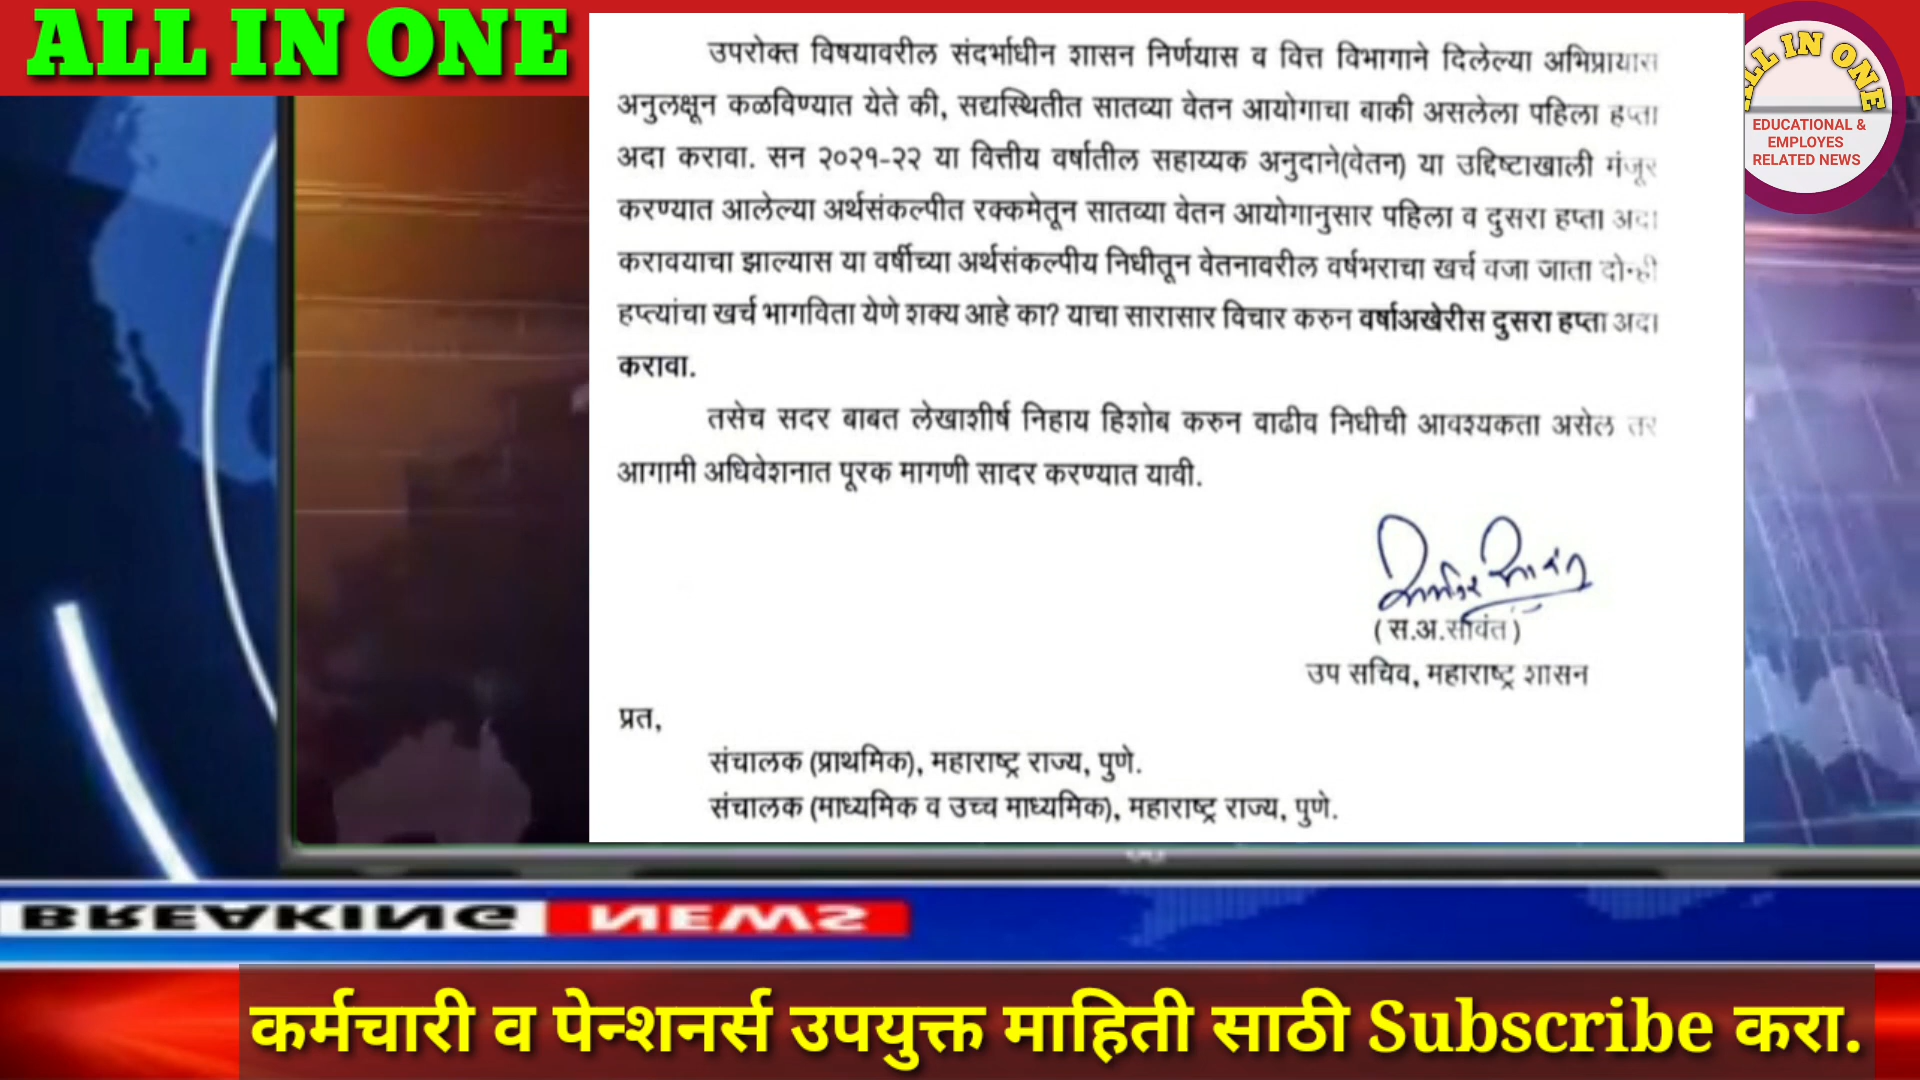 ALL IN ONE
ALL IN ONE
EDUCATIONAL &
EMPLOYES
RELATED NEWS
उपरोक्त विषयावरील संदर्भाधीन शासन निर्णयास व वित्त विभागाने दिलेल्या अभिप्रायास
अनुलक्षून कळविण्यात येते की, सद्यस्थितीत सातव्या वेतन आयोगाचा बाकी असलेला पहिला हप्ता
अदा करावा. सन २०२१-२२ या वित्तीय वर्षातील सहाय्यक अनुदाने(वेतन) या उद्दिष्टाखाली मंजूर
करण्यात आलेल्या अर्थसंकल्पीत रक्कमेतून सातव्या वेतन आयोगानुसार पहिला व दुसरा हप्ता अदा
करावयाचा झाल्यास या वर्षीच्या अर्थसंकल्पीय निधीतून वेतनावरील वर्षभराचा खर्च वजा जाता दोन्ही
हप्त्यांचा खर्च भागविता येणे शक्य आहे का? याचा सारासार विचार करुन वर्षाअखेरीस दुसरा हप्ता अदा
करावा.
तसेच सदर बाबत लेखाशीर्ष निहाय हिशोब करुन वाढीव निधीची आवश्यकता असेल तर
आगामी अधिवेशनात पूरक मागणी सादर करण्यात यावी.
(स.अ.सावंत)
उप सचिव, महाराष्ट्र शासन
प्रत,
संचालक (प्राथमिक), महाराष्ट्र राज्य, पुणे.
संचालक (माध्यमिक व उच्च माध्यमिक), महाराष्ट्र राज्य, पुणे.
BREAKING NEWS
कर्मचारी व पेन्शनर्स उपयुक्त माहिती साठी Subscribe करा.